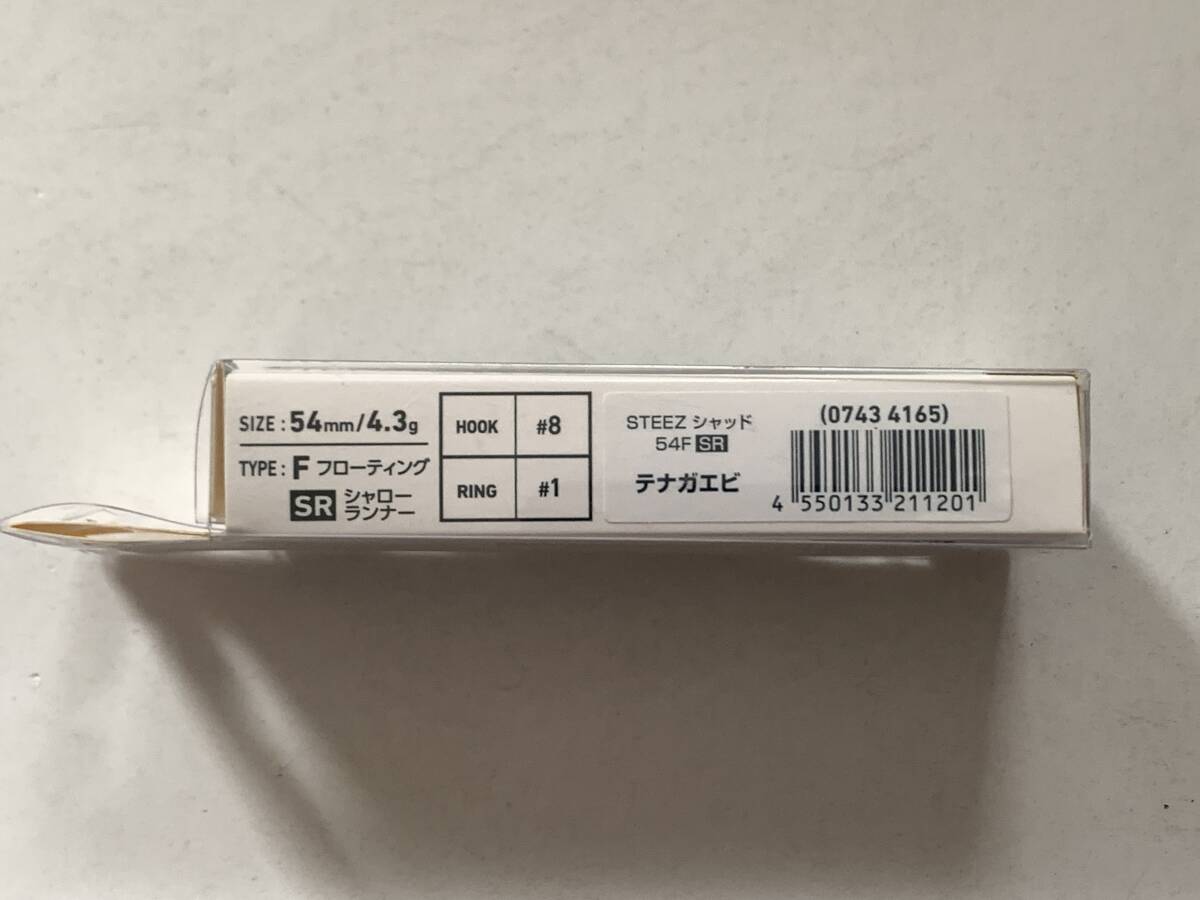 SIZE : 54mm/4.3g
TYPE : F フローティング
SR シャロー
ランナー
HOOK #8
RING #1
STEEZ シャッド
54F SR
テナガエビ
(0743 4165)
4 550133 211201